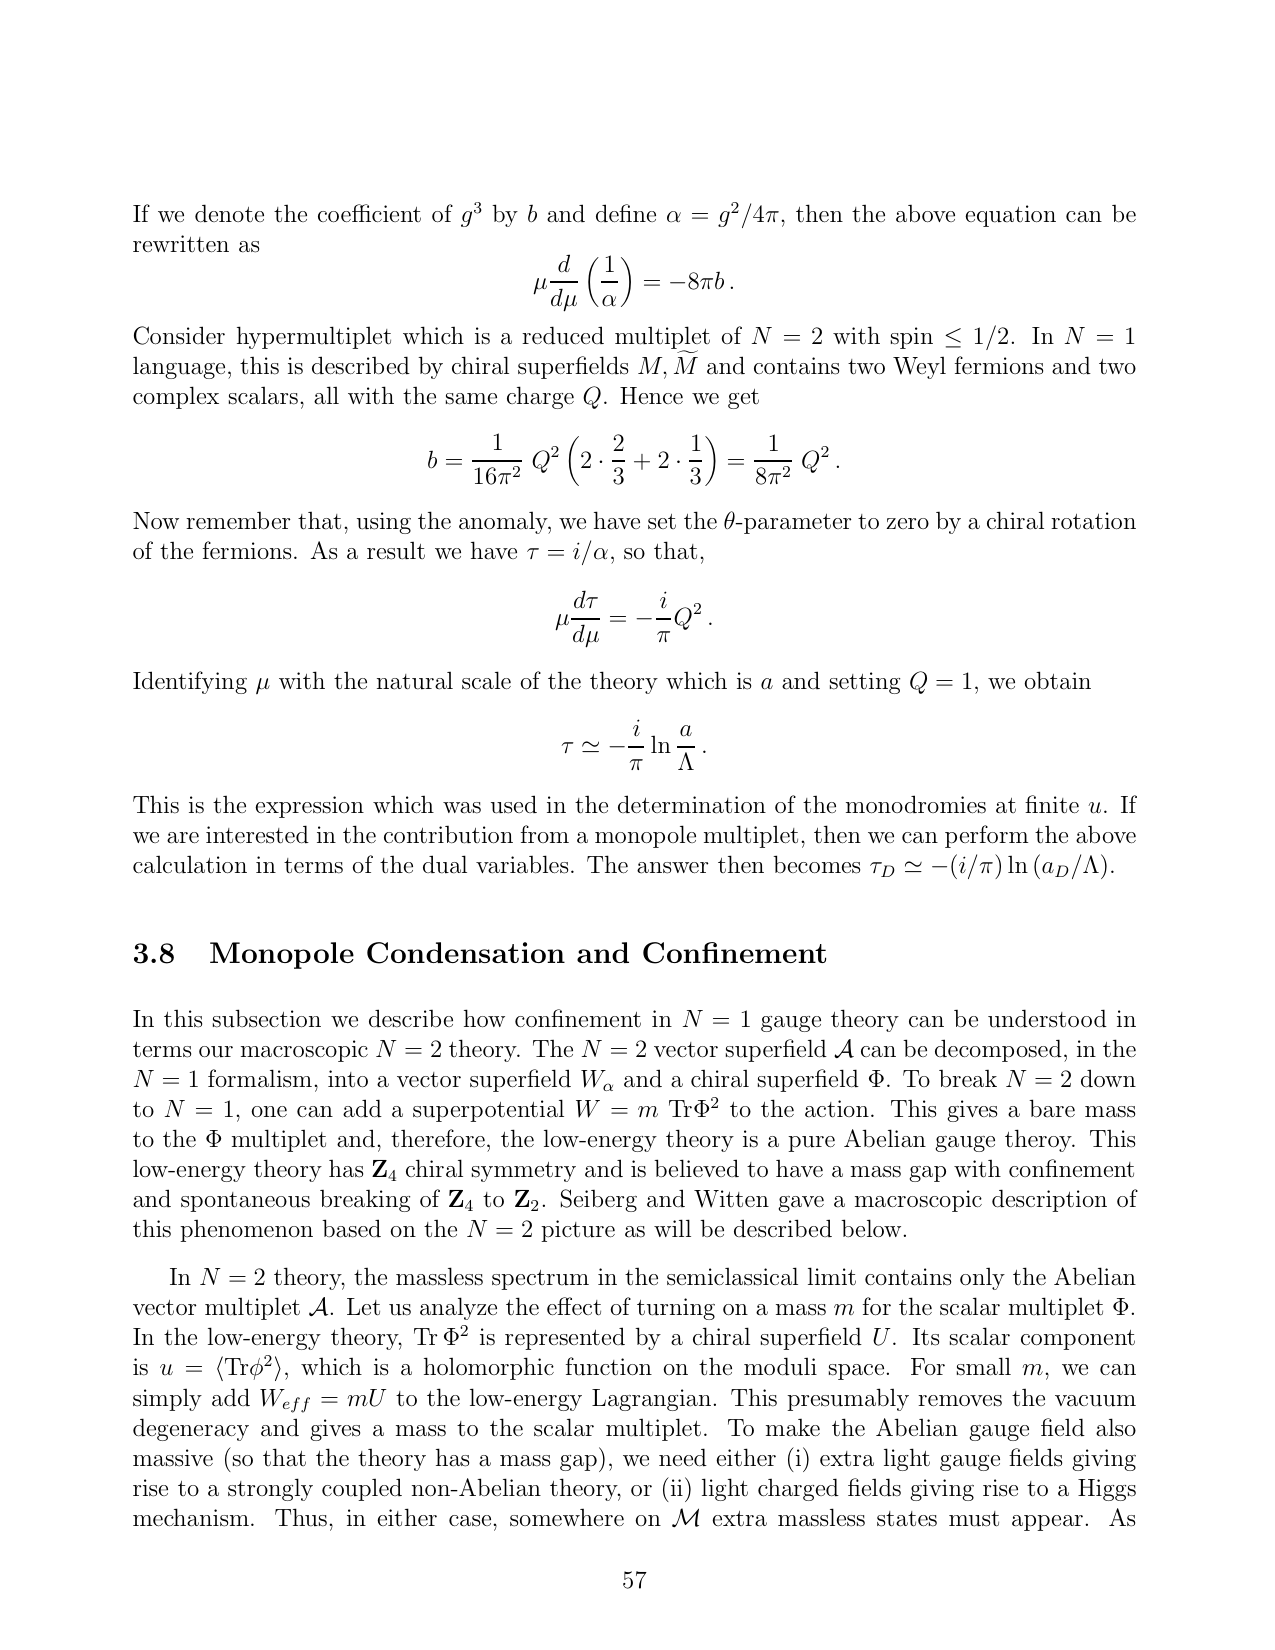 If we denote the coefficient of g³ by b and define α = g²/4π, then the above equation can be
rewritten as
μ d/dμ (1/α) = −8πb .
Consider hypermultiplet which is a reduced multiplet of N = 2 with spin ≤ 1/2. In N = 1
language, this is described by chiral superfields M, M̃ and contains two Weyl fermions and two
complex scalars, all with the same charge Q. Hence we get
b = 1/16π² Q² (2 · 2/3 + 2 · 1/3) = 1/8π² Q² .
Now remember that, using the anomaly, we have set the θ-parameter to zero by a chiral rotation
of the fermions. As a result we have τ = i/α, so that,
μ dτ/dμ = − i/π Q² .
Identifying μ with the natural scale of the theory which is a and setting Q = 1, we obtain
τ ≃ − i/π ln a/Λ .
This is the expression which was used in the determination of the monodromies at finite u. If
we are interested in the contribution from a monopole multiplet, then we can perform the above
calculation in terms of the dual variables. The answer then becomes τ_D ≃ −(i/π) ln (a_D/Λ).
3.8 Monopole Condensation and Confinement
In this subsection we describe how confinement in N = 1 gauge theory can be understood in
terms our macroscopic N = 2 theory. The N = 2 vector superfield 𝒜 can be decomposed, in the
N = 1 formalism, into a vector superfield W_α and a chiral superfield Φ. To break N = 2 down
to N = 1, one can add a superpotential W = m TrΦ² to the action. This gives a bare mass
to the Φ multiplet and, therefore, the low-energy theory is a pure Abelian gauge theroy. This
low-energy theory has Z₄ chiral symmetry and is believed to have a mass gap with confinement
and spontaneous breaking of Z₄ to Z₂. Seiberg and Witten gave a macroscopic description of
this phenomenon based on the N = 2 picture as will be described below.
In N = 2 theory, the massless spectrum in the semiclassical limit contains only the Abelian
vector multiplet 𝒜. Let us analyze the effect of turning on a mass m for the scalar multiplet Φ.
In the low-energy theory, Tr Φ² is represented by a chiral superfield U. Its scalar component
is u = ⟨Trϕ²⟩, which is a holomorphic function on the moduli space. For small m, we can
simply add W_eff = mU to the low-energy Lagrangian. This presumably removes the vacuum
degeneracy and gives a mass to the scalar multiplet. To make the Abelian gauge field also
massive (so that the theory has a mass gap), we need either (i) extra light gauge fields giving
rise to a strongly coupled non-Abelian theory, or (ii) light charged fields giving rise to a Higgs
mechanism. Thus, in either case, somewhere on ℳ extra massless states must appear. As
57